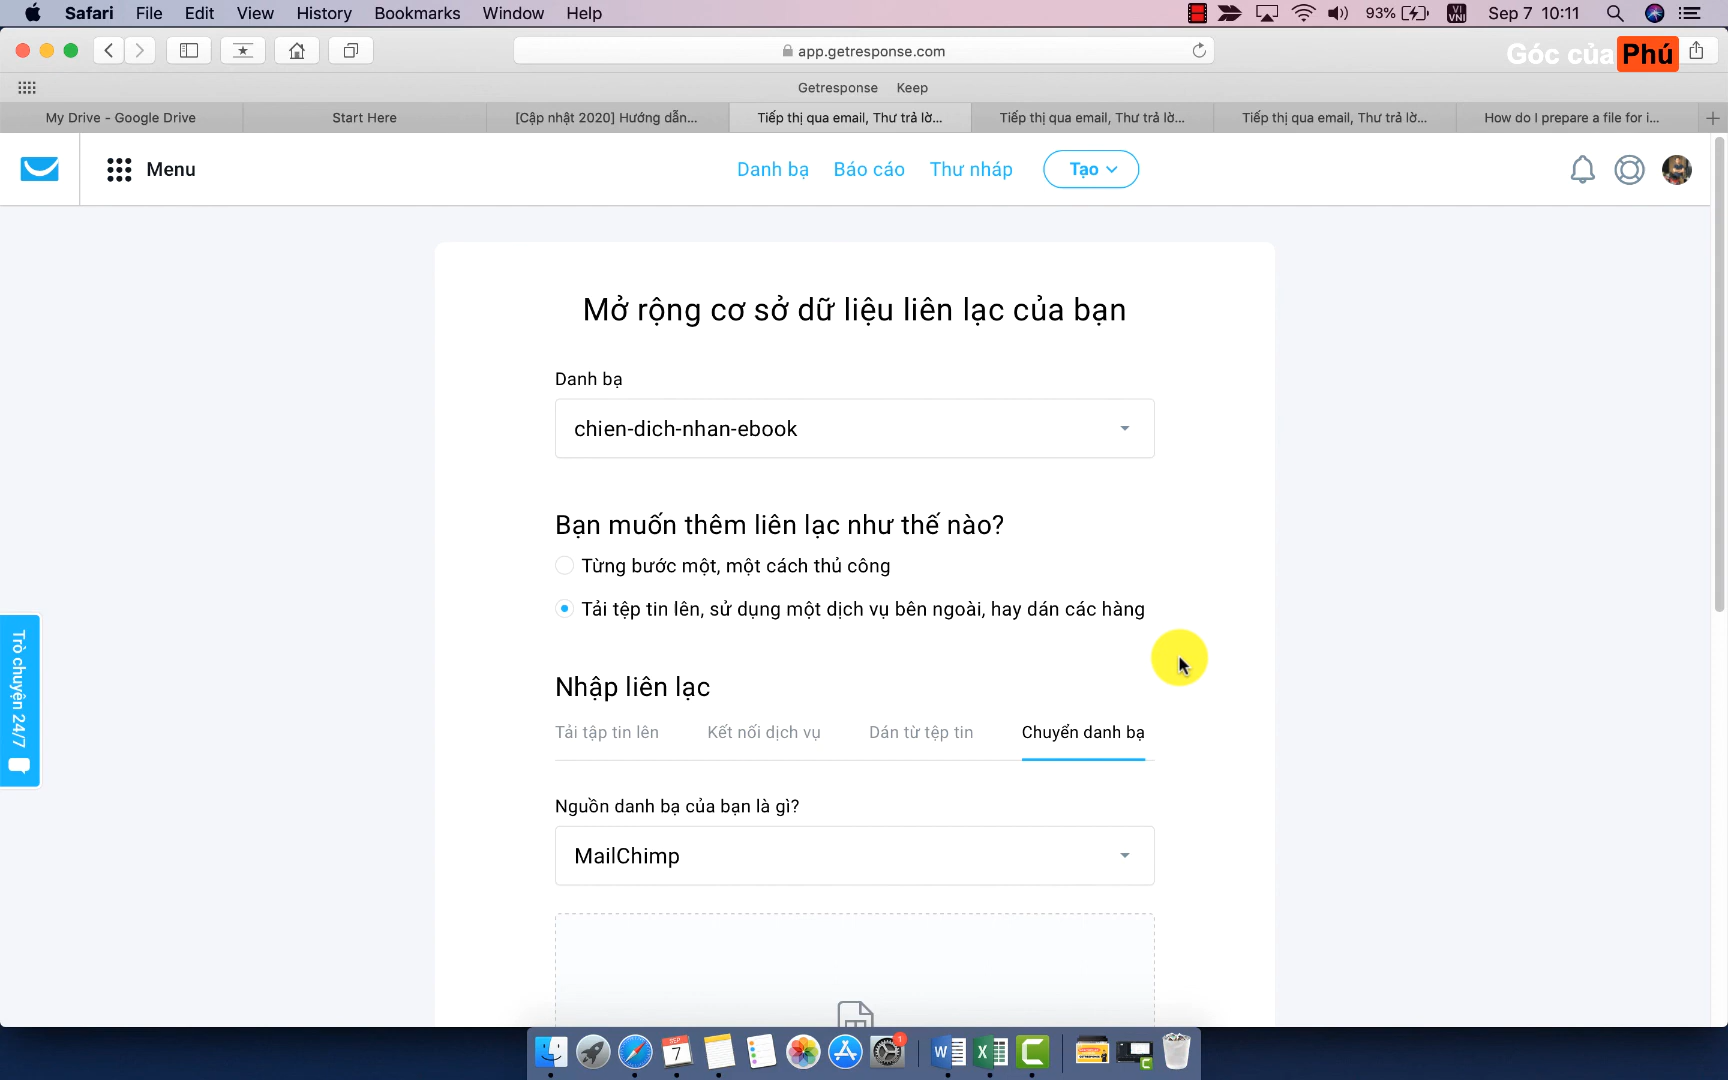 Safari File Edit View History Bookmarks Window Help 93% VI VNI Sep 7 10:11
app.getresponse.com
Góc của Phú
Getresponse Keep
My Drive - Google Drive Start Here [Cập nhật 2020] Hướng dẫn... Tiếp thị qua email, Thư trả lờ... Tiếp thị qua email, Thư trả lờ... Tiếp thị qua email, Thư trả lờ... How do I prepare a file for i...
Menu Danh bạ Báo cáo Thư nháp Tạo
Mở rộng cơ sở dữ liệu liên lạc của bạn
Danh bạ
chien-dich-nhan-ebook
Bạn muốn thêm liên lạc như thế nào?
Từng bước một, một cách thủ công
Tải tệp tin lên, sử dụng một dịch vụ bên ngoài, hay dán các hàng
Trò chuyện 24/7
Nhập liên lạc
Tải tập tin lên Kết nối dịch vụ Dán từ tệp tin Chuyển danh bạ
Nguồn danh bạ của bạn là gì?
MailChimp
SEP
7
1